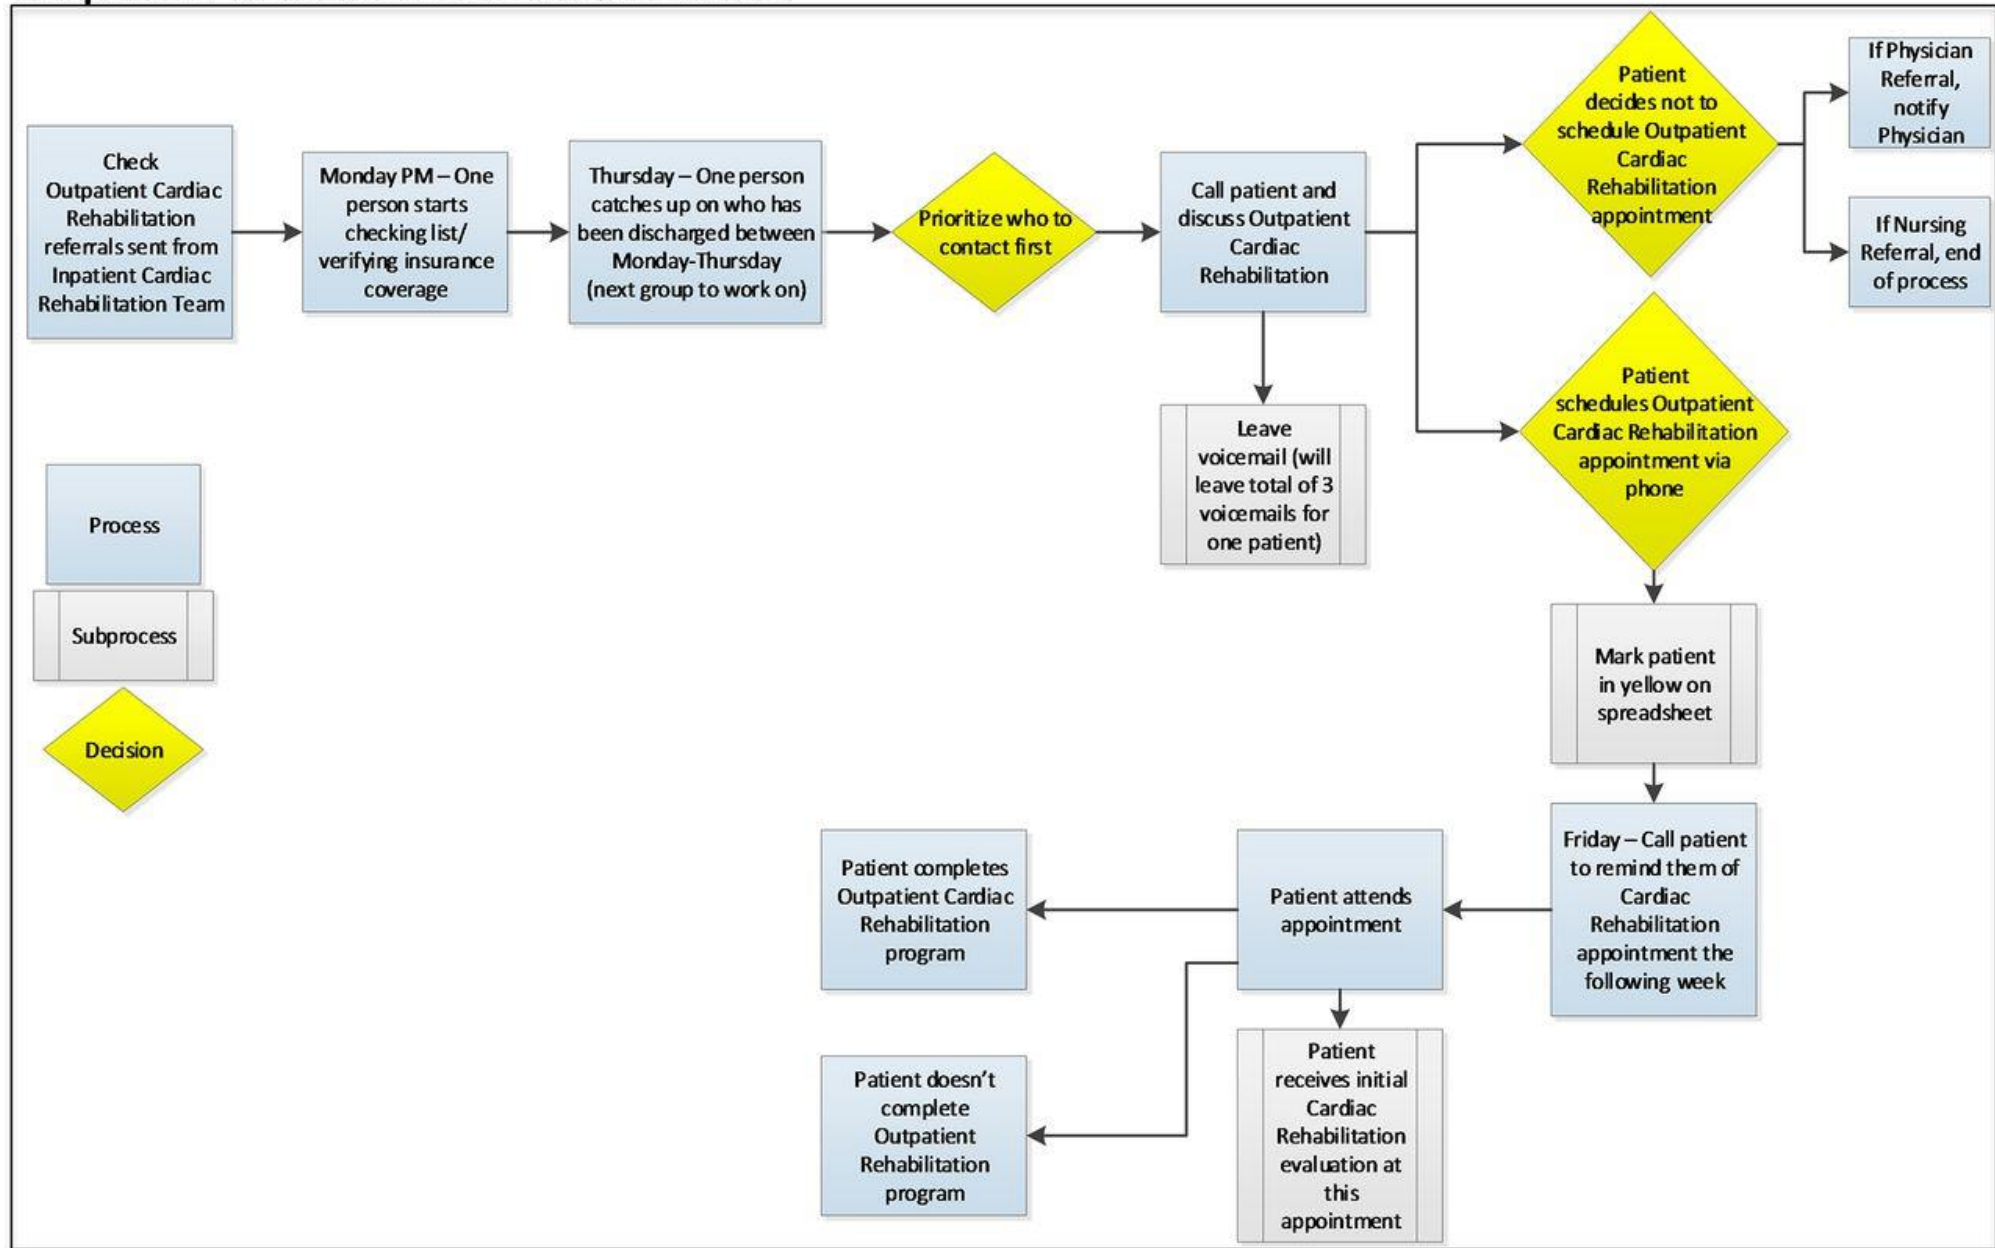 Check
Outpatient Cardiac
Rehabilitation
referrals sent from
Inpatient Cardiac
Rehabilitation Team
Monday PM – One
person starts
checking list/
verifying insurance
coverage
Thursday – One person
catches up on who has
been discharged between
Monday-Thursday
(next group to work on)
Prioritize who to
contact first
Call patient and
discuss Outpatient
Cardiac
Rehabilitation
Patient
decides not to
schedule Outpatient
Cardiac
Rehabilitation
appointment
If Physician
Referral,
notify
Physician
If Nursing
Referral, end
of process
Leave
voicemail (will
leave total of 3
voicemails for
one patient)
Patient
schedules Outpatient
Cardiac Rehabilitation
appointment via
phone
Process
Subprocess
Decision
Mark patient
in yellow on
spreadsheet
Friday – Call patient
to remind them of
Cardiac
Rehabilitation
appointment the
following week
Patient attends
appointment
Patient completes
Outpatient Cardiac
Rehabilitation
program
Patient doesn't
complete
Outpatient
Rehabilitation
program
Patient
receives initial
Cardiac
Rehabilitation
evaluation at
this
appointment